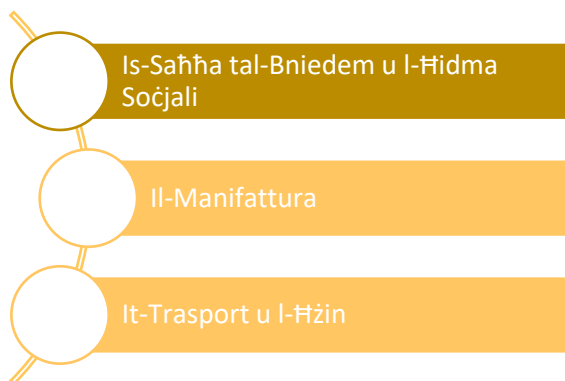 Is-Saħħa tal-Bniedem u l-Ħidma
Soċjali
Il-Manifattura
It-Trasport u l-Ħżin